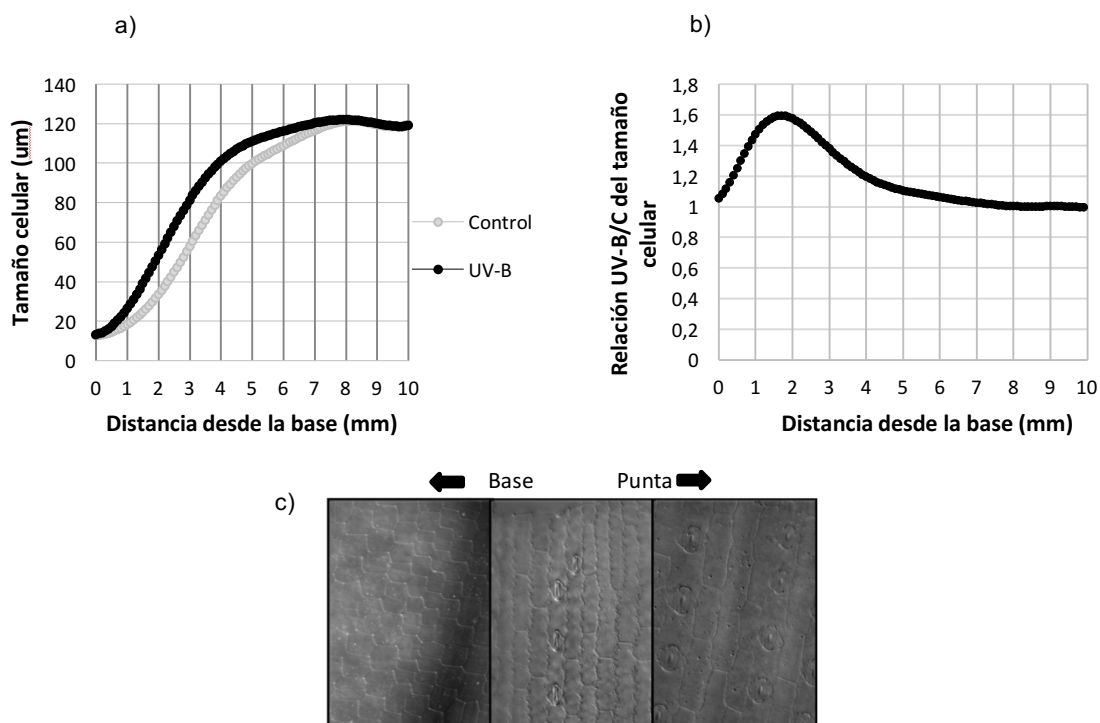 a)
Tamaño celular (um)
140
120
100
80
60
40
20
0
0 1 2 3 4 5 6 7 8 9 10
Distancia desde la base (mm)
Control
UV-B
b)
Relación UV-B/C del tamaño
celular
1,8
1,6
1,4
1,2
1
0,8
0,6
0,4
0,2
0
0 1 2 3 4 5 6 7 8 9 10
Distancia desde la base (mm)
Base Punta
c)